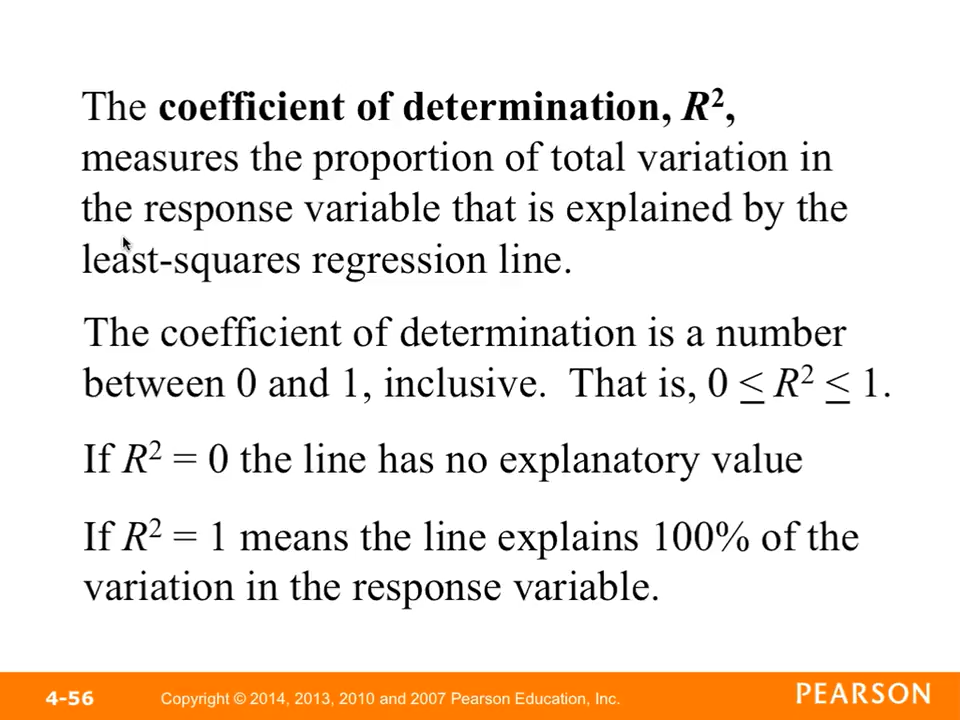 The coefficient of determination, R²,
measures the proportion of total variation in
the response variable that is explained by the
least-squares regression line.
The coefficient of determination is a number
between 0 and 1, inclusive. That is, 0 ≤ R² ≤ 1.
If R² = 0 the line has no explanatory value
If R² = 1 means the line explains 100% of the
variation in the response variable.
4-56 Copyright © 2014, 2013, 2010 and 2007 Pearson Education, Inc. PEARSON